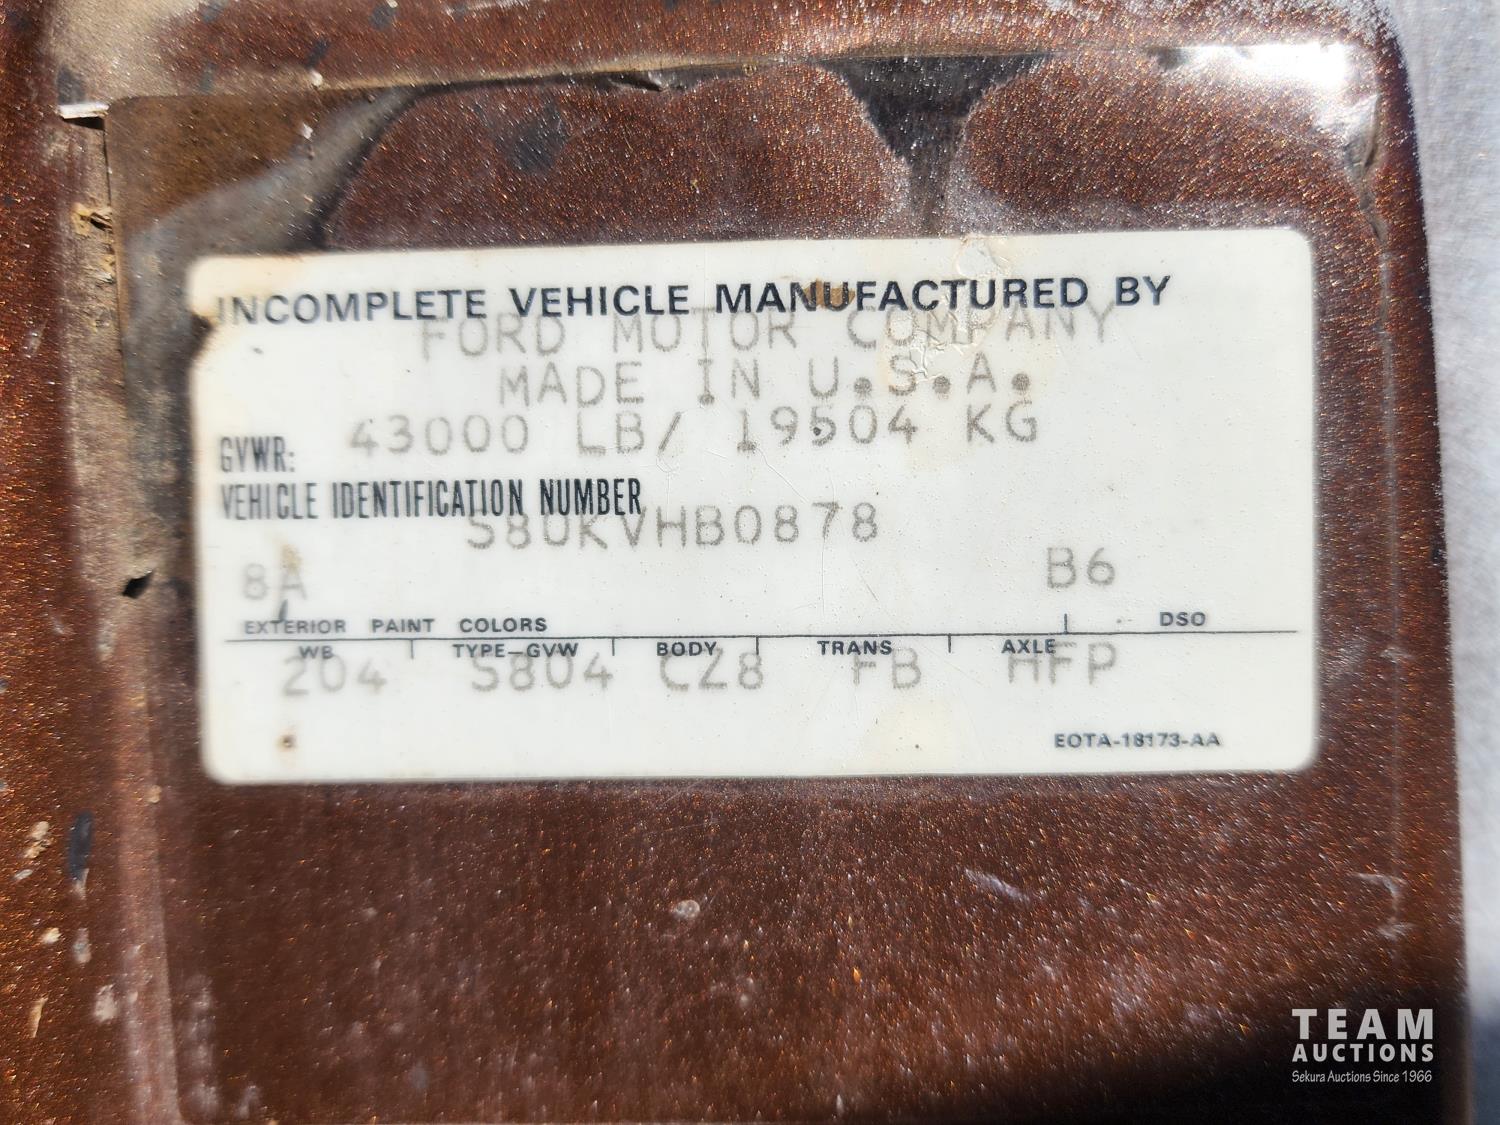 INCOMPLETE VEHICLE MANUFACTURED BY
FORD MOTOR COMPANY
MADE IN U.S.A.
GVWR: 43000 LB/ 19504 KG
VEHICLE IDENTIFICATION NUMBER
S80KVHB0878
8A B6
EXTERIOR PAINT COLORS DSO
WB TYPE-GVW BODY TRANS AXLE
204 S804 CZ8 FB HFP
EOTA-18173-AA
TEAM
AUCTIONS
Sekura Auctions Since 1966